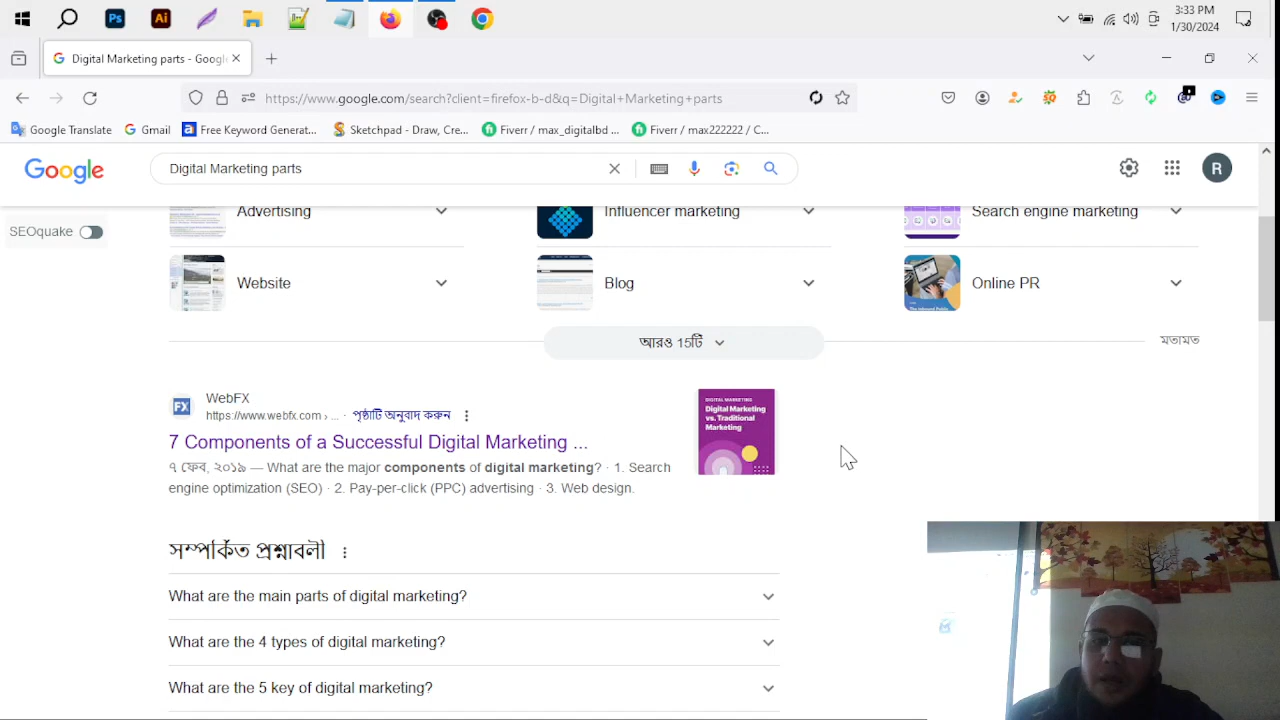 Ps
Ai
3:33 PM
1/30/2024
Digital Marketing parts - Googl
https://www.google.com/search?client=firefox-b-d&q=Digital+Marketing+parts
Google Translate
Gmail
Free Keyword Generat...
Sketchpad - Draw, Cre...
Fiverr / max_digitalbd ...
Fiverr / max222222 / C...
Google
Digital Marketing parts
R
SEOquake
Advertising
Influencer marketing
Search engine marketing
Website
Blog
Online PR
আরও 15টি
মতামত
FX
WebFX
https://www.webfx.com › ... · পৃষ্ঠাটি অনুবাদ করুন
7 Components of a Successful Digital Marketing ...
৭ ফেব, ২০১৯ — What are the major components of digital marketing? · 1. Search
engine optimization (SEO) · 2. Pay-per-click (PPC) advertising · 3. Web design.
DIGITAL MARKETING
Digital Marketing
vs. Traditional
Marketing
সম্পর্কিত প্রশ্নাবলী
What are the main parts of digital marketing?
What are the 4 types of digital marketing?
What are the 5 key of digital marketing?